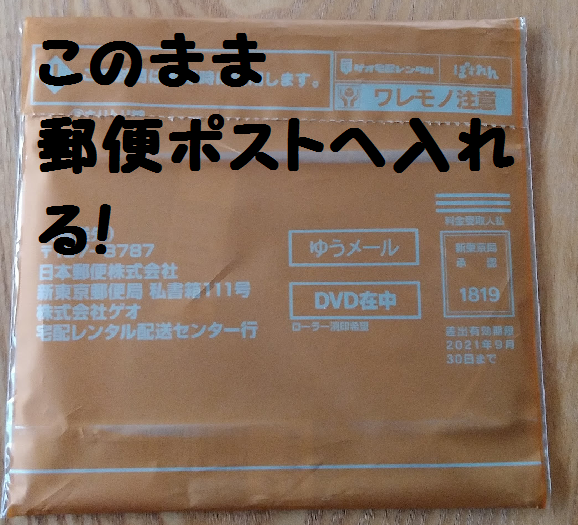 このまま
郵便ポストへ入れ
る!
します。
ゲオ宅配レンタル
ぽすれん
ワレモノ注意
料金受取人払
新東京局
承認
1819
差出有効期限
2021年9月
30日まで
ゆうメール
DVD在中
ローラー消印希望
8787
日本郵便株式会社
新東京郵便局 私書箱111号
株式会社ゲオ
宅配レンタル配送センター行